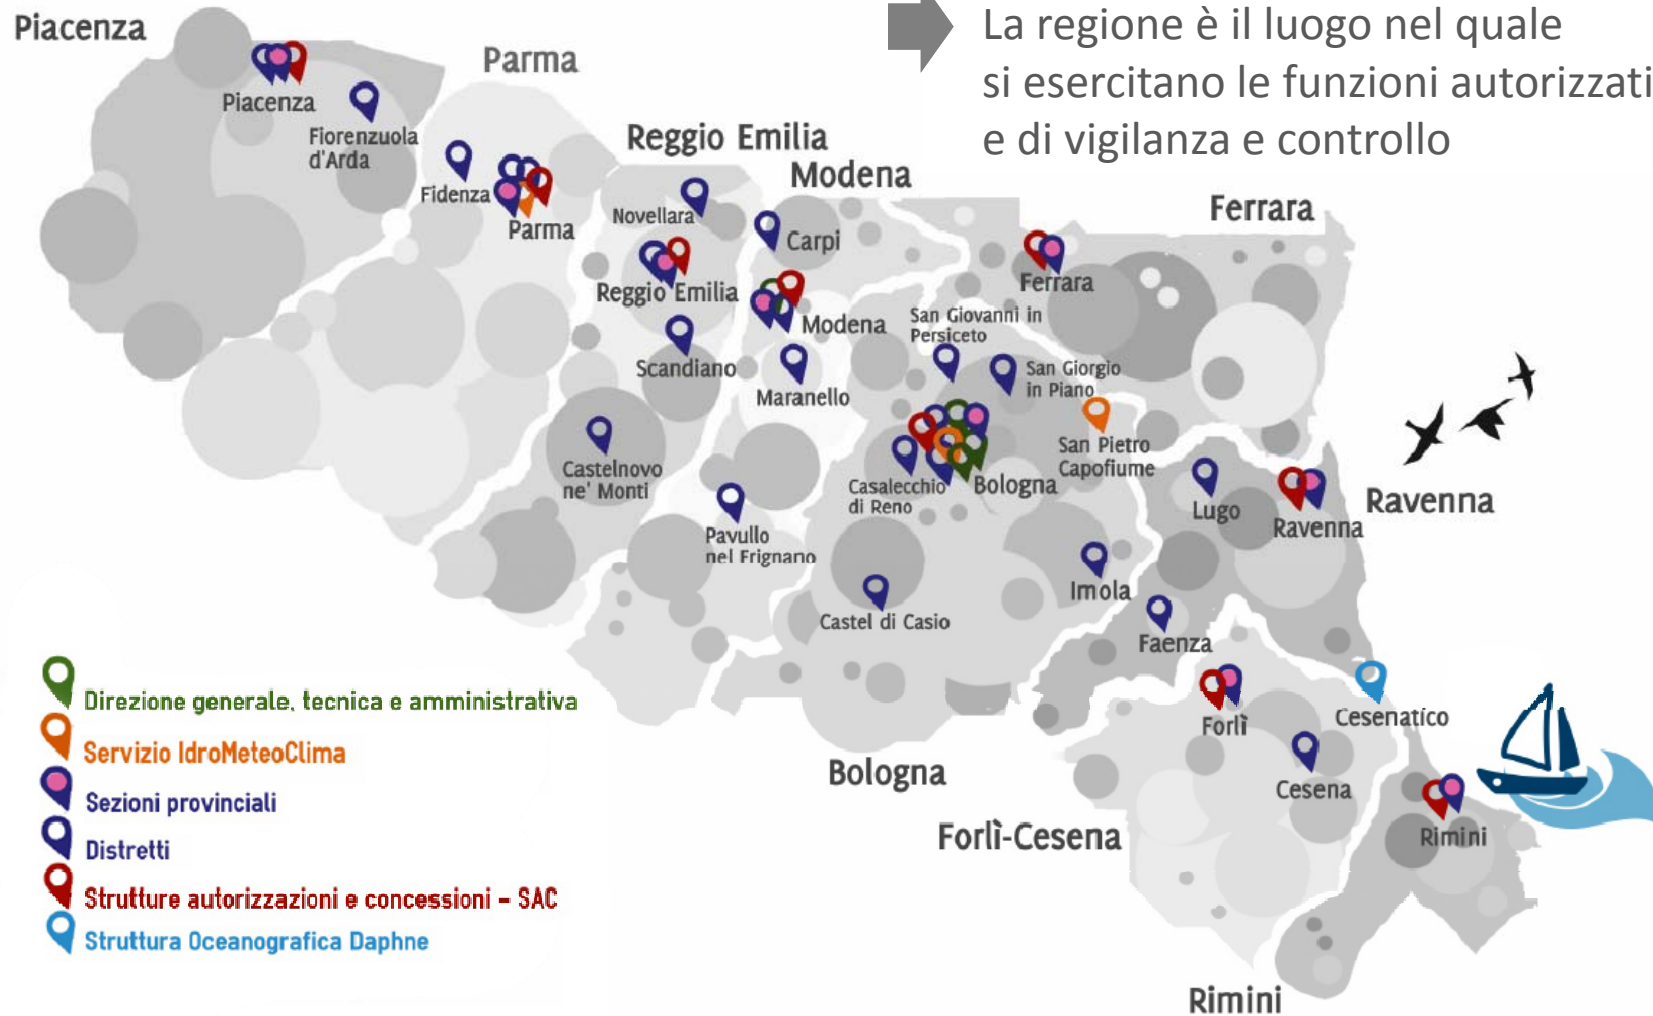 La regione è il luogo nel quale
si esercitano le funzioni autorizzati
e di vigilanza e controllo
Piacenza
Parma
Reggio Emilia
Modena
Ferrara
Piacenza
Fiorenzuola
d'Arda
Fidenza
Parma
Novellara
Carpi
Reggio Emilia
Modena
Ferrara
San Giovanni in
Persiceto
Scandiano
Maranello
San Giorgio
in Piano
Castelnovo
ne' Monti
Pavullo
nel Frignano
Casalecchio
di Reno
Bologna
San Pietro
Capofiume
Lugo
Ravenna
Ravenna
Imola
Castel di Casio
Faenza
Forlì
Cesenatico
Cesena
Rimini
Bologna
Forlì-Cesena
Rimini
Direzione generale, tecnica e amministrativa
Servizio IdroMeteoClima
Sezioni provinciali
Distretti
Strutture autorizzazioni e concessioni - SAC
Struttura Oceanografica Daphne